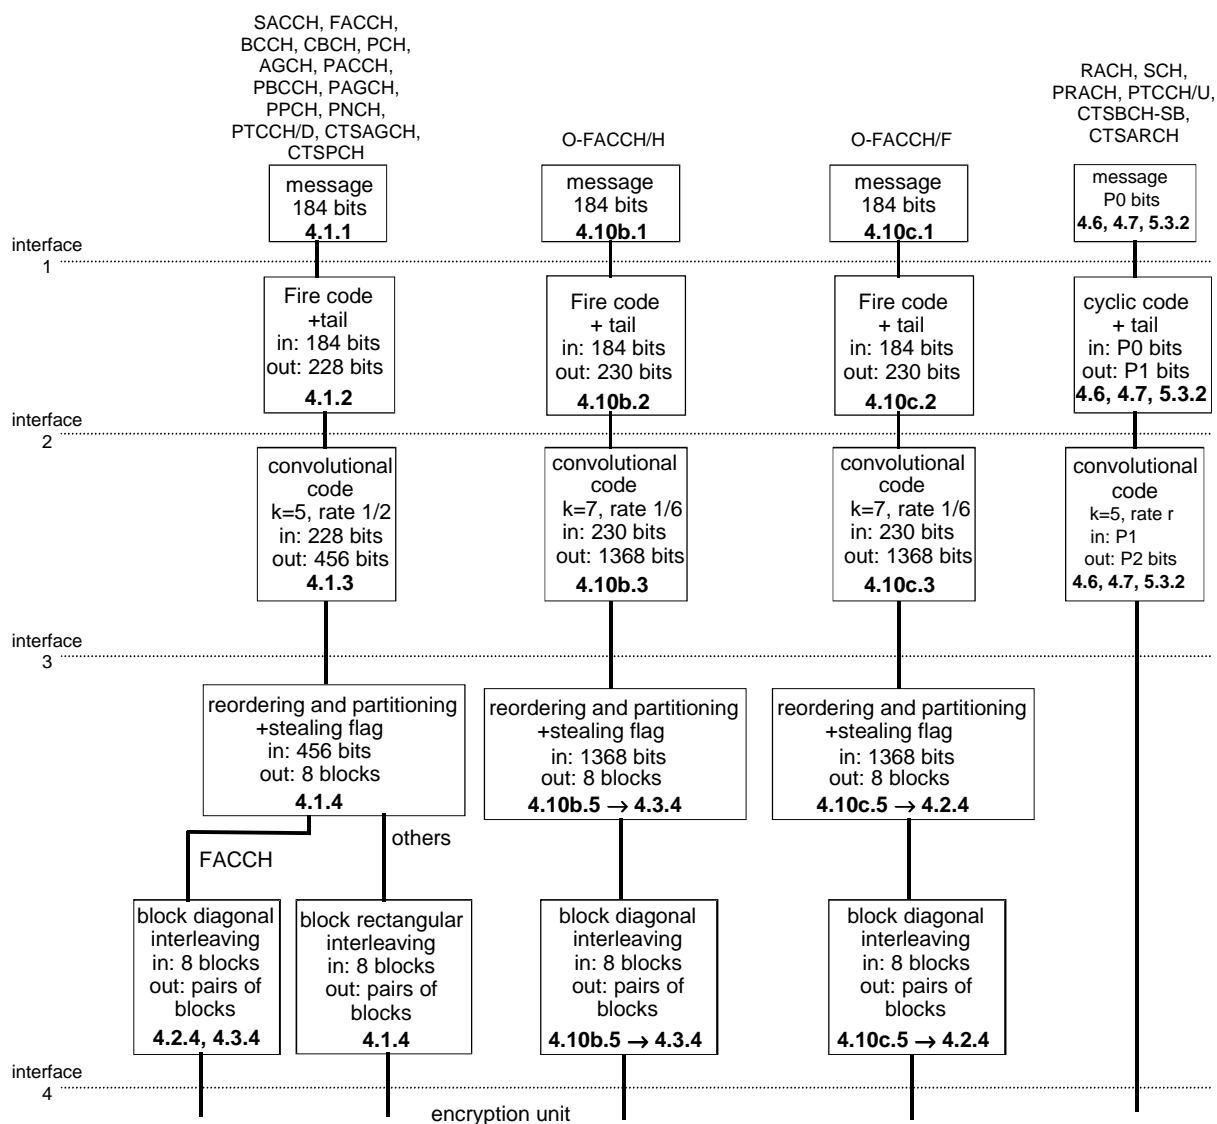 SACCH, FACCH,
BCCH, CBCH, PCH,
AGCH, PACCH,
PBCCH, PAGCH,
PPCH, PNCH,
PTCCH/D, CTSAGCH,
CTSPCH
O-FACCH/H
O-FACCH/F
RACH, SCH,
PRACH, PTCCH/U,
CTSBCH-SB,
CTSARCH
message
184 bits
4.1.1
message
184 bits
4.10b.1
message
184 bits
4.10c.1
message
P0 bits
4.6, 4.7, 5.3.2
interface
1
Fire code
+tail
in: 184 bits
out: 228 bits
4.1.2
Fire code
+ tail
in: 184 bits
out: 230 bits
4.10b.2
Fire code
+ tail
in: 184 bits
out: 230 bits
4.10c.2
cyclic code
+ tail
in: P0 bits
out: P1 bits
4.6, 4.7, 5.3.2
interface
2
convolutional
code
k=5, rate 1/2
in: 228 bits
out: 456 bits
4.1.3
convolutional
code
k=7, rate 1/6
in: 230 bits
out: 1368 bits
4.10b.3
convolutional
code
k=7, rate 1/6
in: 230 bits
out: 1368 bits
4.10c.3
convolutional
code
k=5, rate r
in: P1
out: P2 bits
4.6, 4.7, 5.3.2
interface
3
reordering and partitioning
+stealing flag
in: 456 bits
out: 8 blocks
4.1.4
reordering and partitioning
+stealing flag
in: 1368 bits
out: 8 blocks
4.10b.5 → 4.3.4
reordering and partitioning
+stealing flag
in: 1368 bits
out: 8 blocks
4.10c.5 → 4.2.4
FACCH
others
block diagonal
interleaving
in: 8 blocks
out: pairs of
blocks
4.2.4, 4.3.4
block rectangular
interleaving
in: 8 blocks
out: pairs of
blocks
4.1.4
block diagonal
interleaving
in: 8 blocks
out: pairs of
blocks
4.10b.5 → 4.3.4
block diagonal
interleaving
in: 8 blocks
out: pairs of
blocks
4.10c.5 → 4.2.4
interface
4
encryption unit